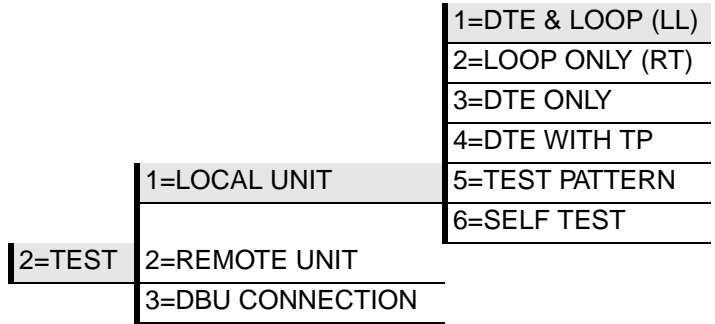 1=DTE & LOOP (LL)
2=LOOP ONLY (RT)
3=DTE ONLY
4=DTE WITH TP
1=LOCAL UNIT
5=TEST PATTERN
6=SELF TEST
2=TEST
2=REMOTE UNIT
3=DBU CONNECTION